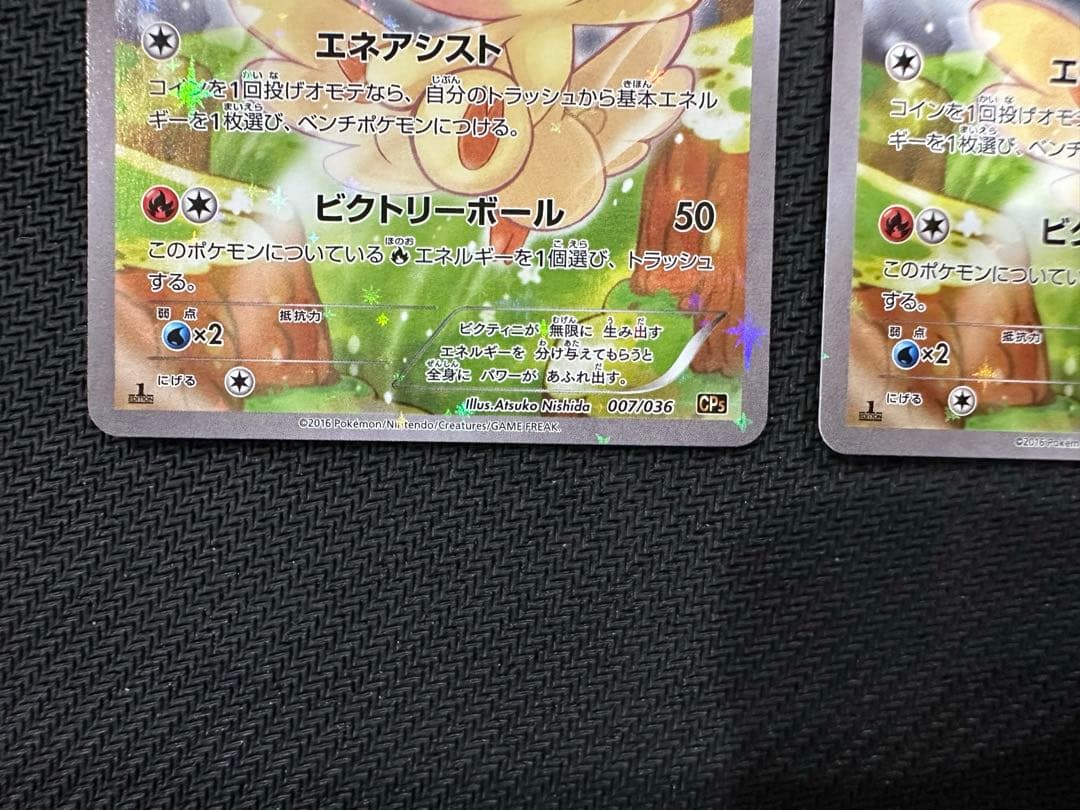 エネアシスト
コインを1回投げオモテなら、自分のトラッシュから基本エネル
ギーを1枚選び、ベンチポケモンにつける。
ビクトリーボール 50
このポケモンについている エネルギーを1個選び、トラッシュ
する。
弱点 抵抗力
×2
にげる
ビクティニが 無限に 生み出す
エネルギーを 分け与えてもらうと
全身に パワーが あふれ出す。
1 EDITION
Illus.Atsuko Nishida 007/036 CP5
©2016 Pokémon/Nintendo/Creatures/GAME FREAK.
エ
コインを1回投げオモ
ギーを1枚選び、ベンチ
ビク
このポケモンについてい
する。
弱点 抵抗力
×2
にげる
1 EDITION
©2016 Pokém